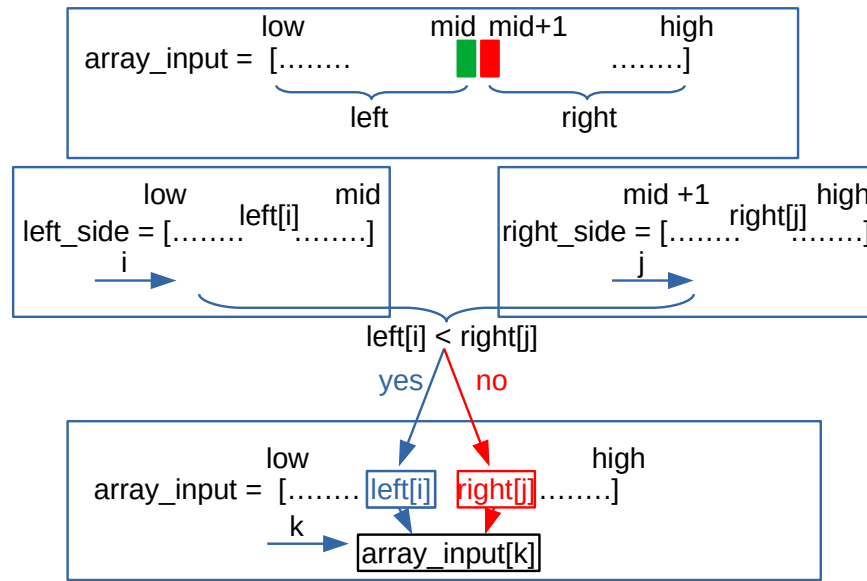 low mid mid+1 high
array_input = [........ ........]
left right
low mid
left_side = [........ left[i] ........]
i
mid +1 high
right_side = [........ right[j] ........]
j
left[i] < right[j]
yes no
low high
array_input = [........ left[i] right[j] ........]
k
array_input[k]